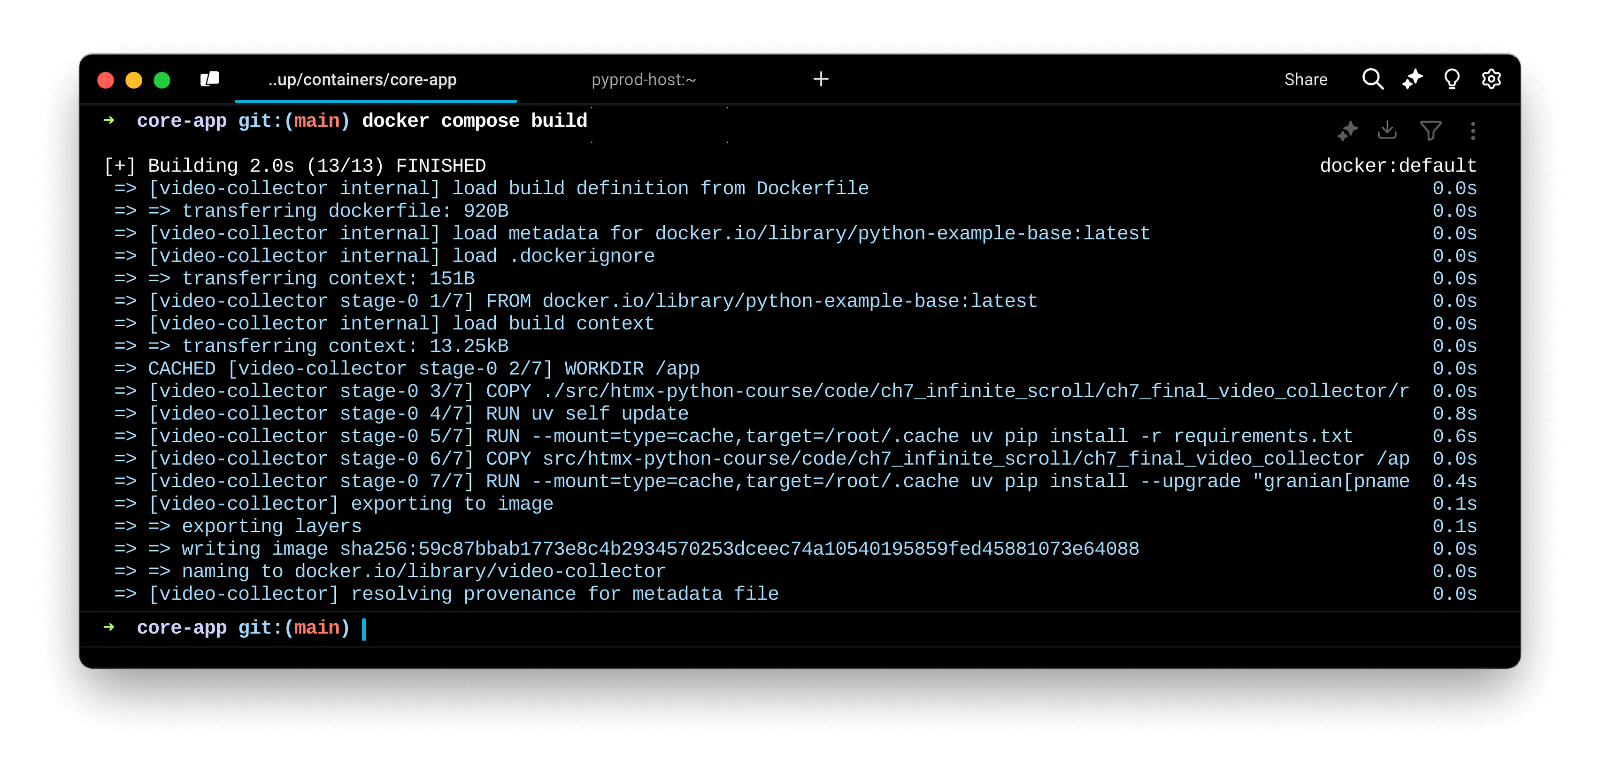 ..up/containers/core-app pyprod-host:~ + Share
➜ core-app git:(main) docker compose build
[+] Building 2.0s (13/13) FINISHED docker:default
=> [video-collector internal] load build definition from Dockerfile 0.0s
=> => transferring dockerfile: 920B 0.0s
=> [video-collector internal] load metadata for docker.io/library/python-example-base:latest 0.0s
=> [video-collector internal] load .dockerignore 0.0s
=> => transferring context: 151B 0.0s
=> [video-collector stage-0 1/7] FROM docker.io/library/python-example-base:latest 0.0s
=> [video-collector internal] load build context 0.0s
=> => transferring context: 13.25kB 0.0s
=> CACHED [video-collector stage-0 2/7] WORKDIR /app 0.0s
=> [video-collector stage-0 3/7] COPY ./src/htmx-python-course/code/ch7_infinite_scroll/ch7_final_video_collector/r 0.0s
=> [video-collector stage-0 4/7] RUN uv self update 0.8s
=> [video-collector stage-0 5/7] RUN --mount=type=cache,target=/root/.cache uv pip install -r requirements.txt 0.6s
=> [video-collector stage-0 6/7] COPY src/htmx-python-course/code/ch7_infinite_scroll/ch7_final_video_collector /ap 0.0s
=> [video-collector stage-0 7/7] RUN --mount=type=cache,target=/root/.cache uv pip install --upgrade "granian[pname 0.4s
=> [video-collector] exporting to image 0.1s
=> => exporting layers 0.1s
=> => writing image sha256:59c87bbab1773e8c4b2934570253dceec74a10540195859fed45881073e64088 0.0s
=> => naming to docker.io/library/video-collector 0.0s
=> [video-collector] resolving provenance for metadata file 0.0s
➜ core-app git:(main)